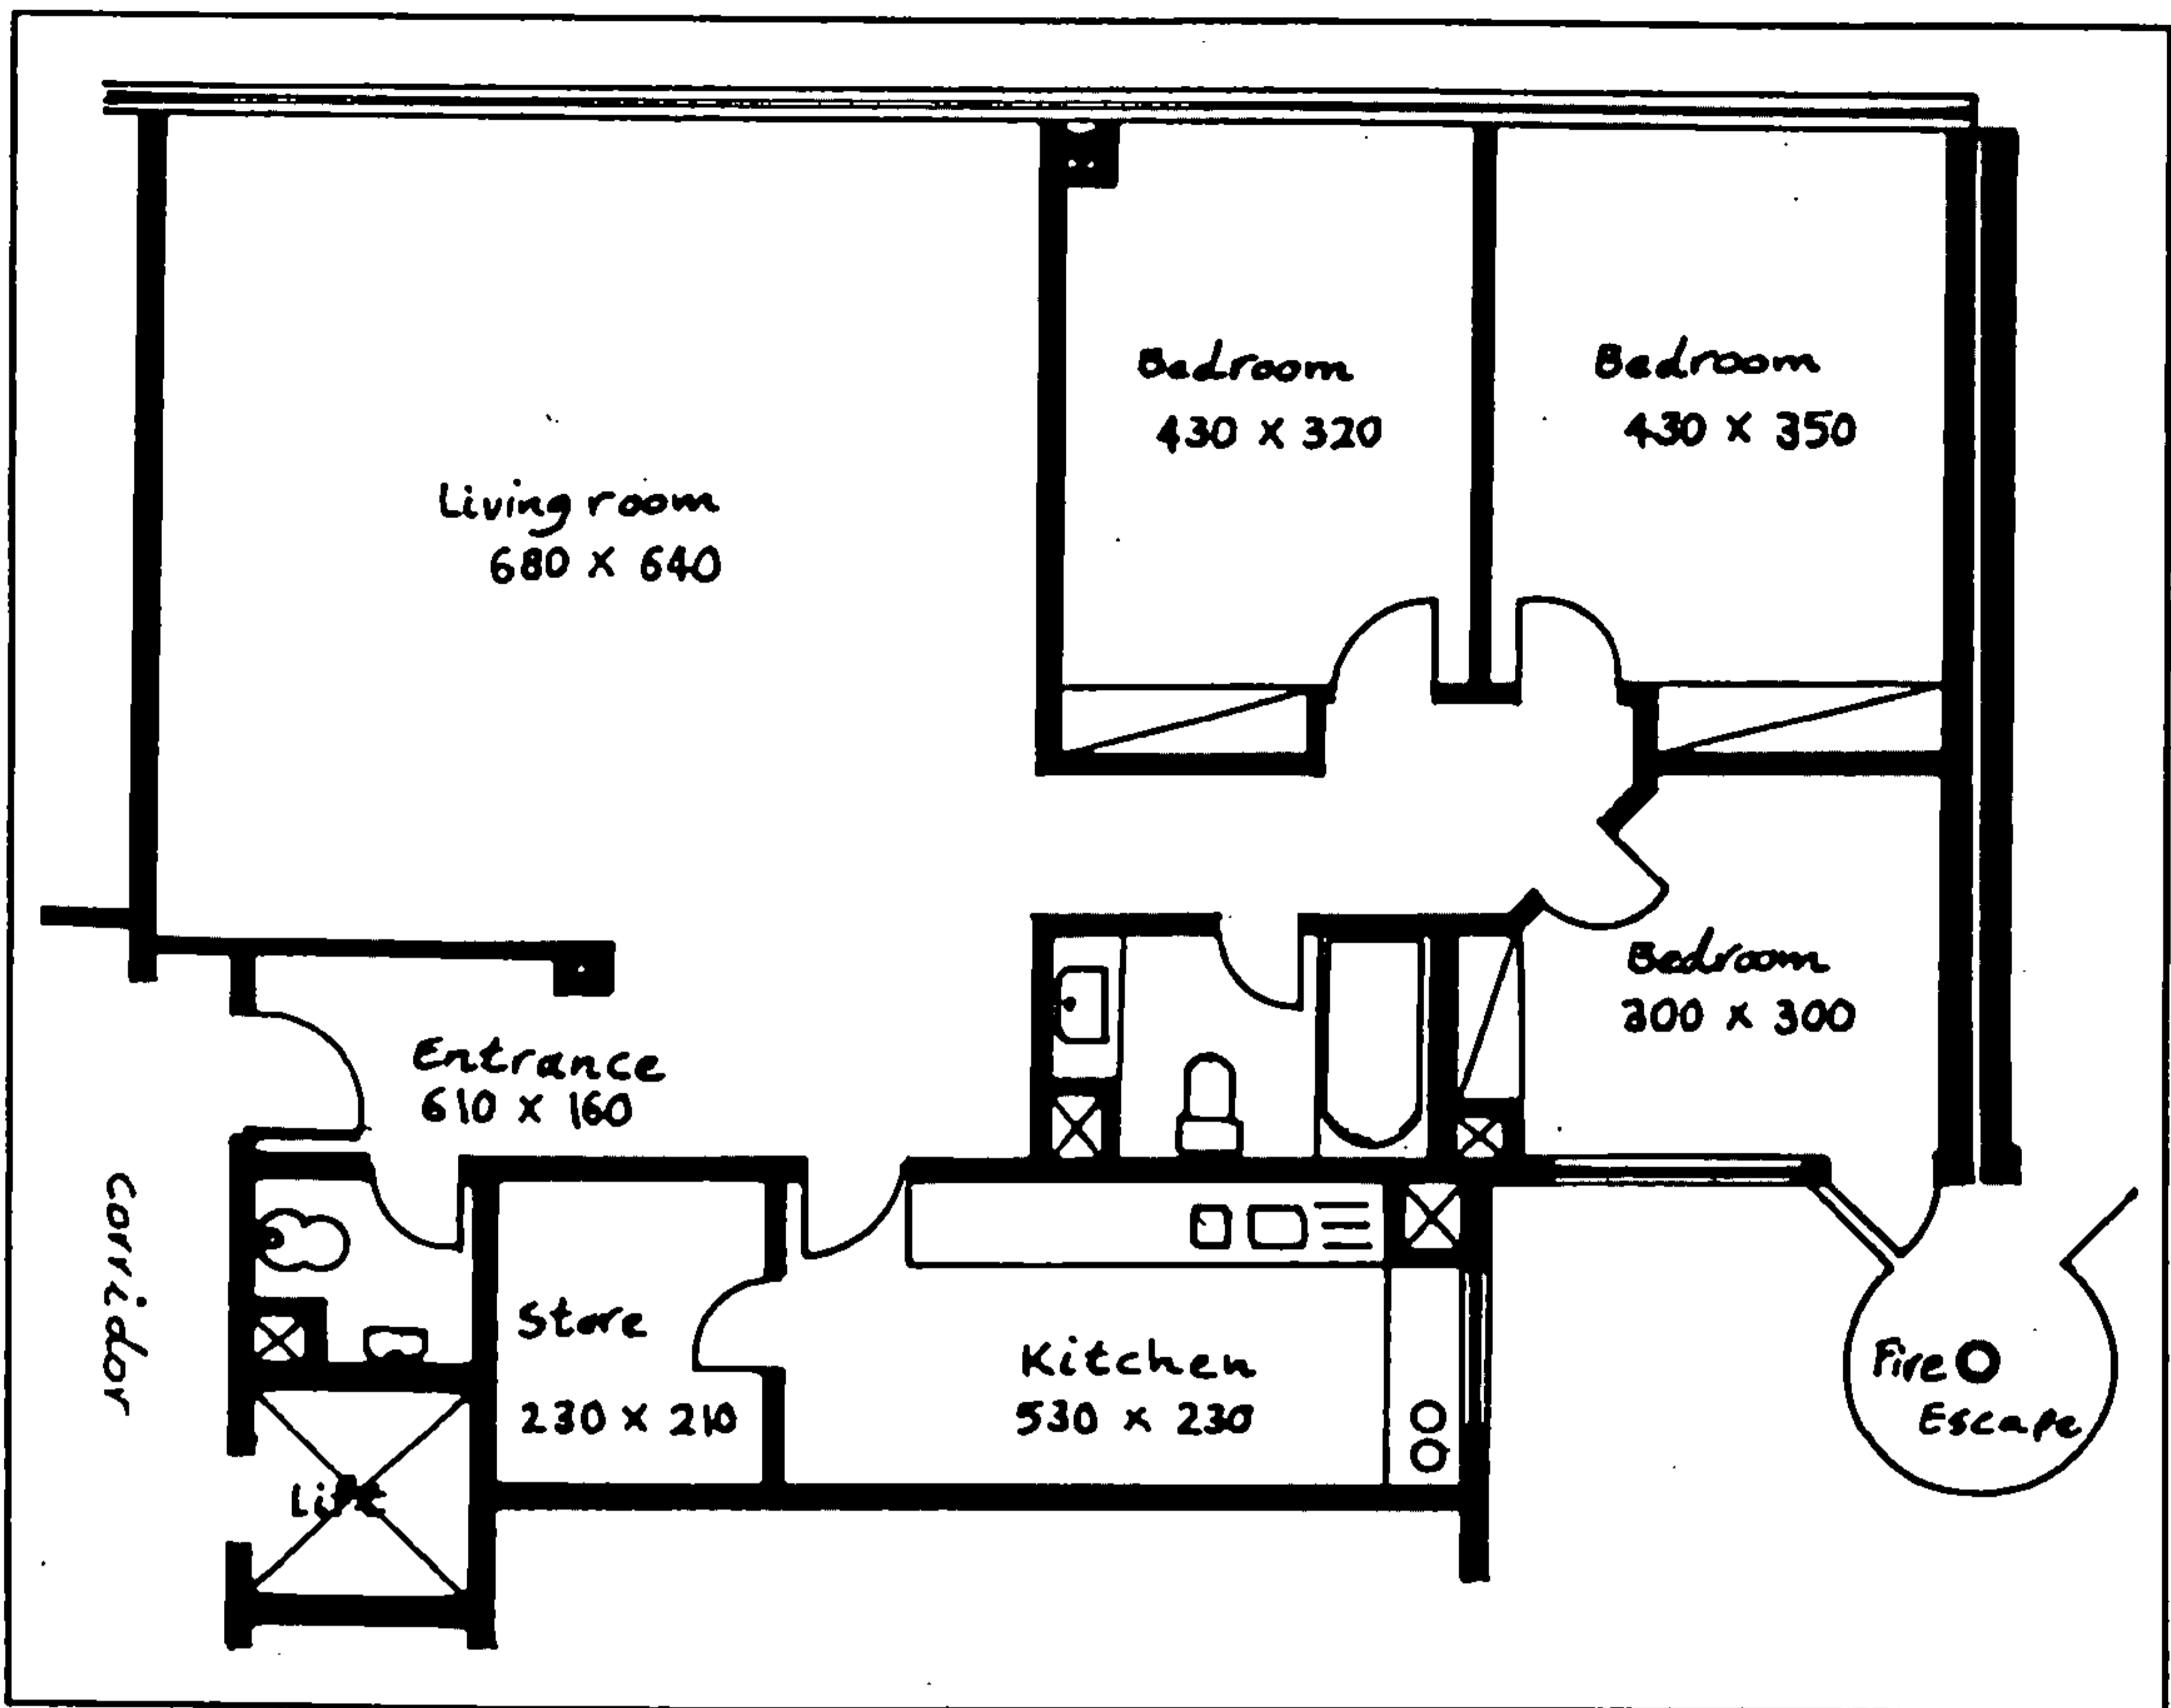 Bedroom
430 x 320
Bedroom
430 x 350
Living room
680 x 640
Bedroom
300 x 300
Entrance
610 x 160
Corridor
Store
230 x 210
Kitchen
530 x 230
Fire
Escape
Lift